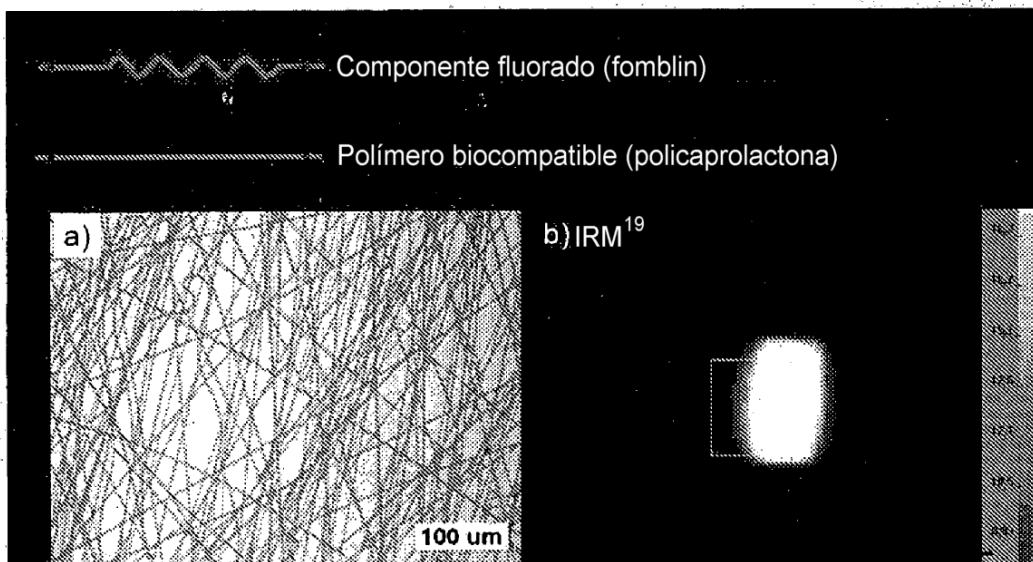 Componente fluorado (fomblin)
Polímero biocompatible (policaprolactona)
a)
b) IRM¹⁹
100 um